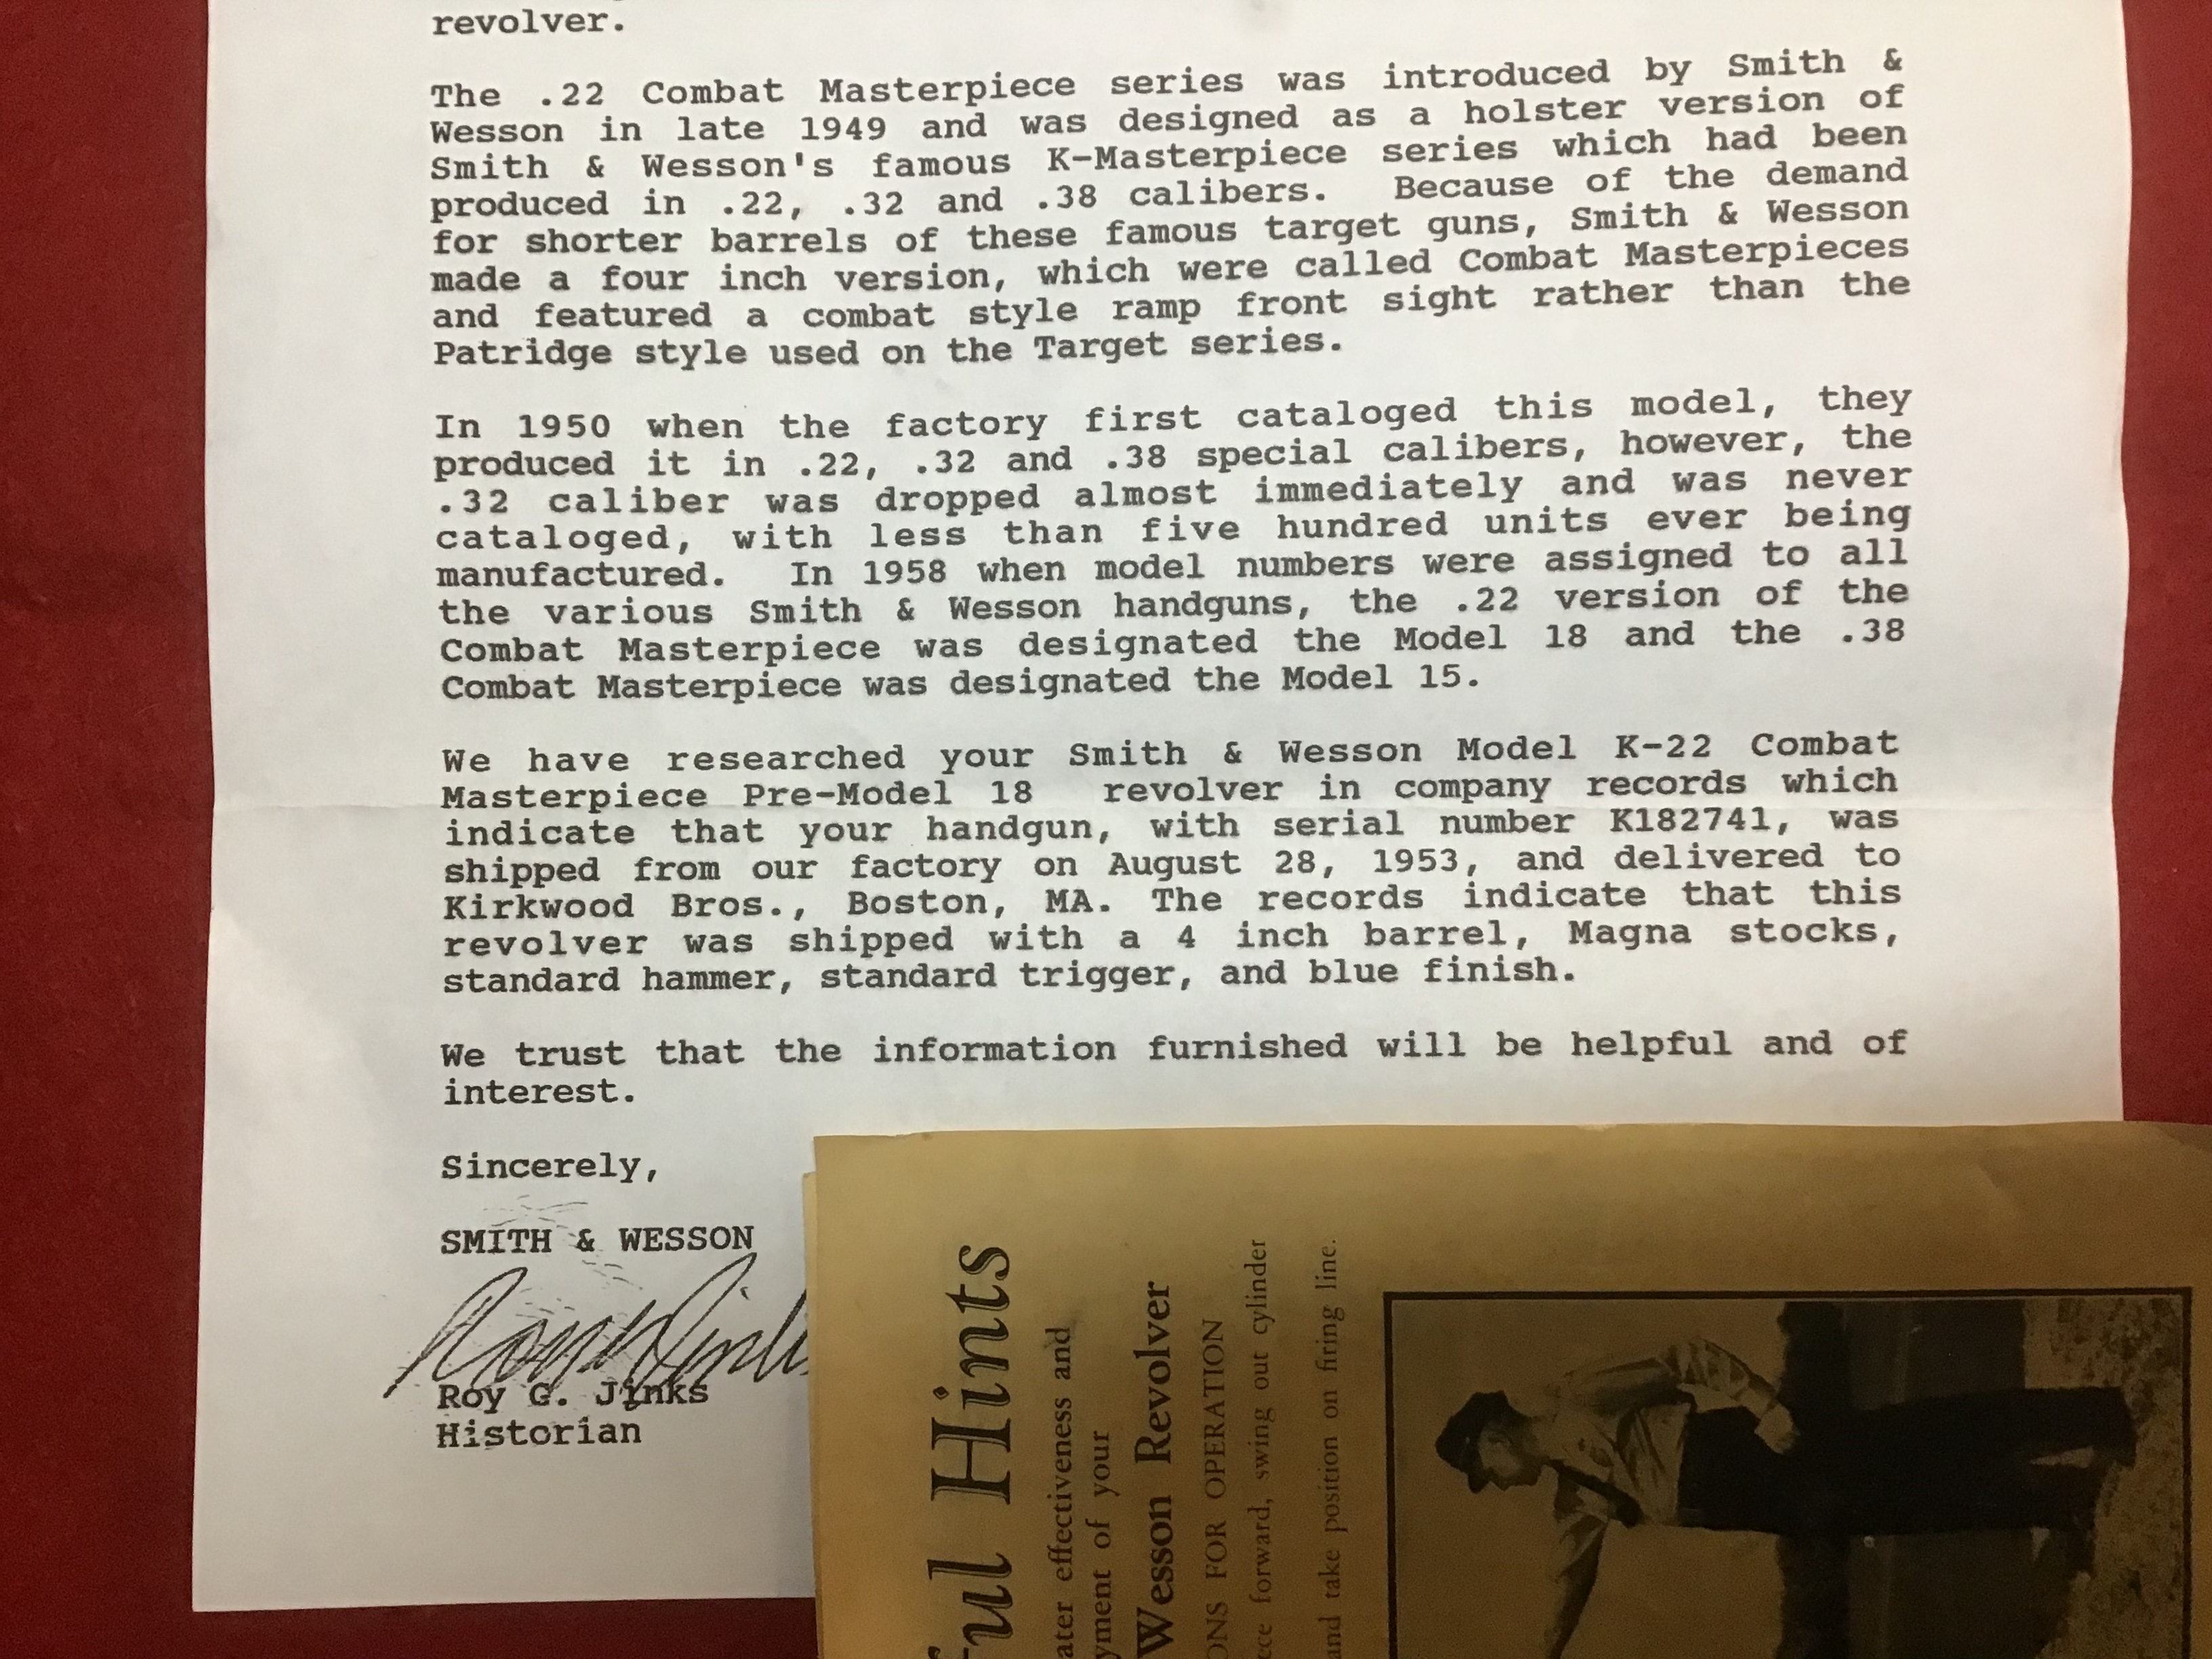 revolver.
The .22 Combat Masterpiece series was introduced by Smith &
Wesson in late 1949 and was designed as a holster version of
Smith & Wesson's famous K-Masterpiece series which had been
produced in .22, .32 and .38 calibers. Because of the demand
for shorter barrels of these famous target guns, Smith & Wesson
made a four inch version, which were called Combat Masterpieces
and featured a combat style ramp front sight rather than the
Patridge style used on the Target series.
In 1950 when the factory first cataloged this model, they
produced it in .22, .32 and .38 special calibers, however, the
.32 caliber was dropped almost immediately and was never
cataloged, with less than five hundred units ever being
manufactured. In 1958 when model numbers were assigned to all
the various Smith & Wesson handguns, the .22 version of the
Combat Masterpiece was designated the Model 18 and the .38
Combat Masterpiece was designated the Model 15.
We have researched your Smith & Wesson Model K-22 Combat
Masterpiece Pre-Model 18 revolver in company records which
indicate that your handgun, with serial number K182741, was
shipped from our factory on August 28, 1953, and delivered to
Kirkwood Bros., Boston, MA. The records indicate that this
revolver was shipped with a 4 inch barrel, Magna stocks,
standard hammer, standard trigger, and blue finish.
We trust that the information furnished will be helpful and of
interest.
Sincerely,
SMITH & WESSON
Roy G. Jinks
Historian
ful Hints
ater effectiveness and
yment of your
Wesson Revolver
ONS FOR OPERATION
ece forward, swing out cylinder
and take position on firing line.